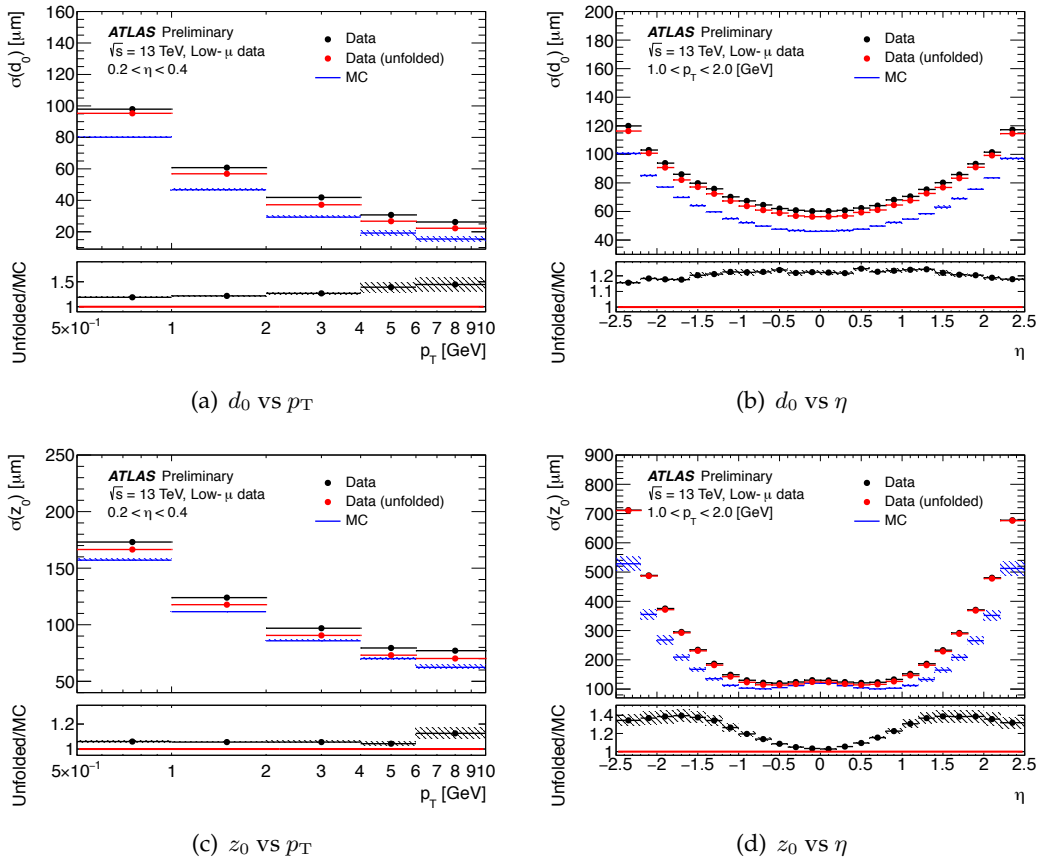 160
140
120
100
80
60
40
20
σ(d0) [μm]
ATLAS Preliminary
√s = 13 TeV, Low- μ data
0.2 < η < 0.4
Data
Data (unfolded)
MC
1.5
1
Unfolded/MC
5×10⁻¹ 1 2 3 4 5 6 7 8 910
pT [GeV]
(a) d0 vs pT
200
180
160
140
120
100
80
60
40
σ(d0) [μm]
ATLAS Preliminary
√s = 13 TeV, Low- μ data
1.0 < pT < 2.0 [GeV]
Data
Data (unfolded)
MC
1.2
1.1
1
Unfolded/MC
−2.5 −2 −1.5 −1 −0.5 0 0.5 1 1.5 2 2.5
η
(b) d0 vs η
250
200
150
100
50
σ(z0) [μm]
ATLAS Preliminary
√s = 13 TeV, Low- μ data
0.2 < η < 0.4
Data
Data (unfolded)
MC
1.2
1
Unfolded/MC
5×10⁻¹ 1 2 3 4 5 6 7 8 910
pT [GeV]
(c) z0 vs pT
900
800
700
600
500
400
300
200
100
σ(z0) [μm]
ATLAS Preliminary
√s = 13 TeV, Low- μ data
1.0 < pT < 2.0 [GeV]
Data
Data (unfolded)
MC
1.4
1.2
1
Unfolded/MC
−2.5 −2 −1.5 −1 −0.5 0 0.5 1 1.5 2 2.5
η
(d) z0 vs η